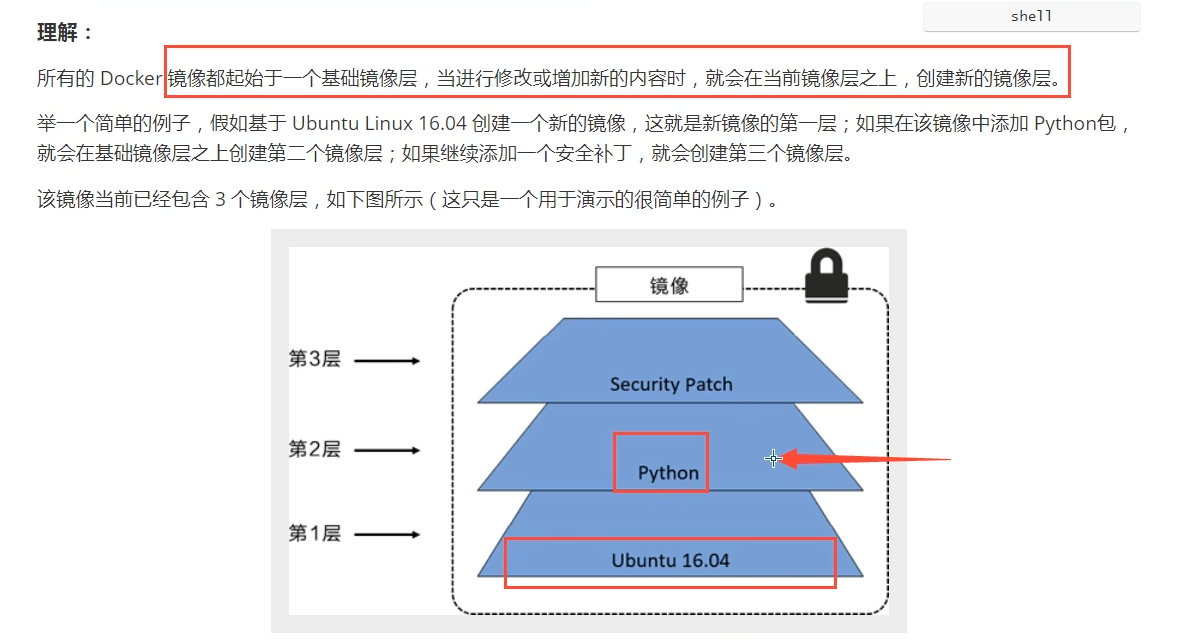 shell
理解：
所有的 Docker 镜像都起始于一个基础镜像层，当进行修改或增加新的内容时，就会在当前镜像层之上，创建新的镜像层。
举一个简单的例子，假如基于 Ubuntu Linux 16.04 创建一个新的镜像，这就是新镜像的第一层；如果在该镜像中添加 Python包，
就会在基础镜像层之上创建第二个镜像层；如果继续添加一个安全补丁，就会创建第三个镜像层。
该镜像当前已经包含 3 个镜像层，如下图所示（这只是一个用于演示的很简单的例子）。
镜像
第3层
Security Patch
第2层
Python
第1层
Ubuntu 16.04